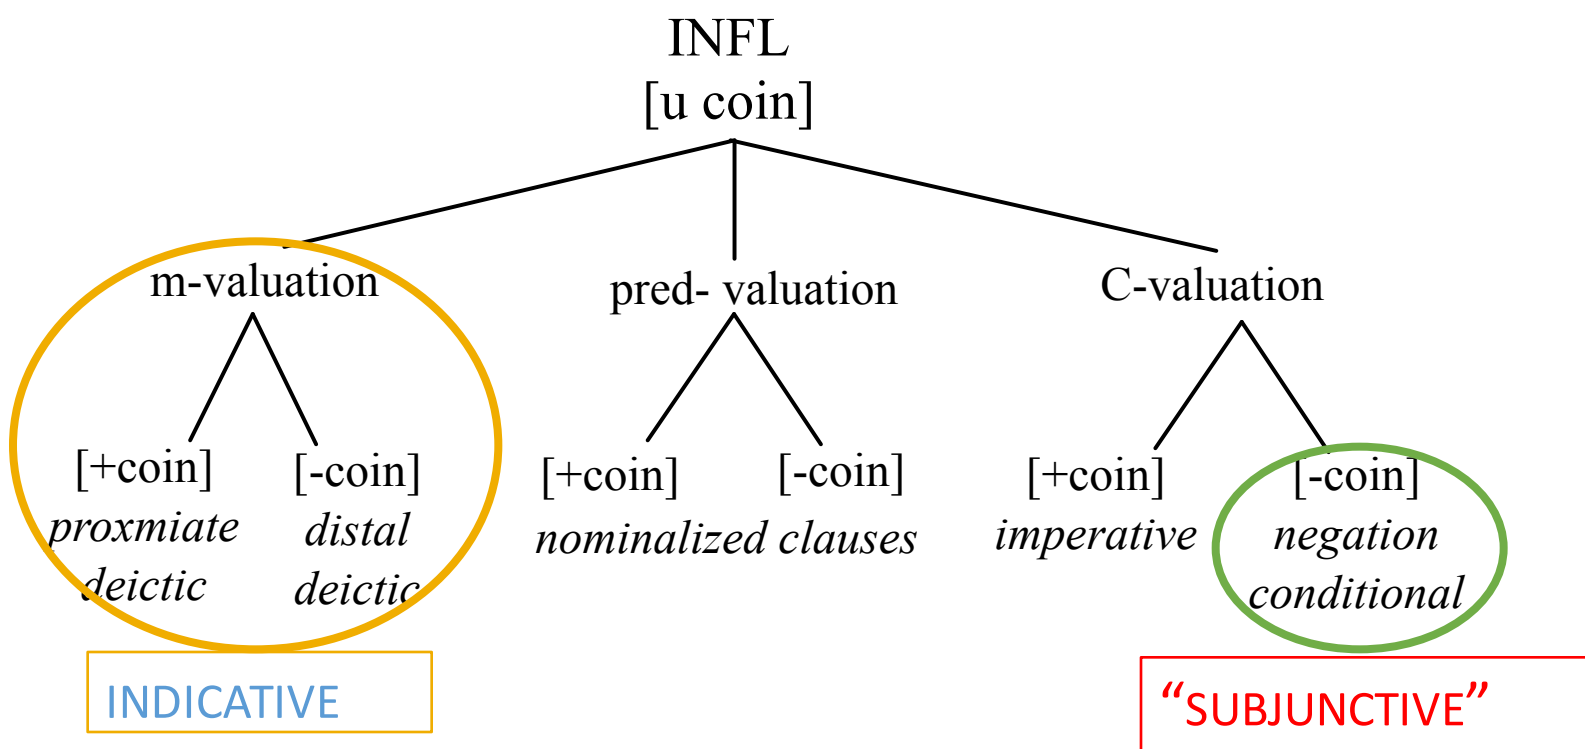 INFL
[u coin]
m-valuation
pred- valuation
C-valuation
[+coin]
[-coin]
[+coin]
[-coin]
[+coin]
[-coin]
proxmiate
deictic
distal
deictic
nominalized clauses
imperative
negation
conditional
INDICATIVE
“SUBJUNCTIVE”